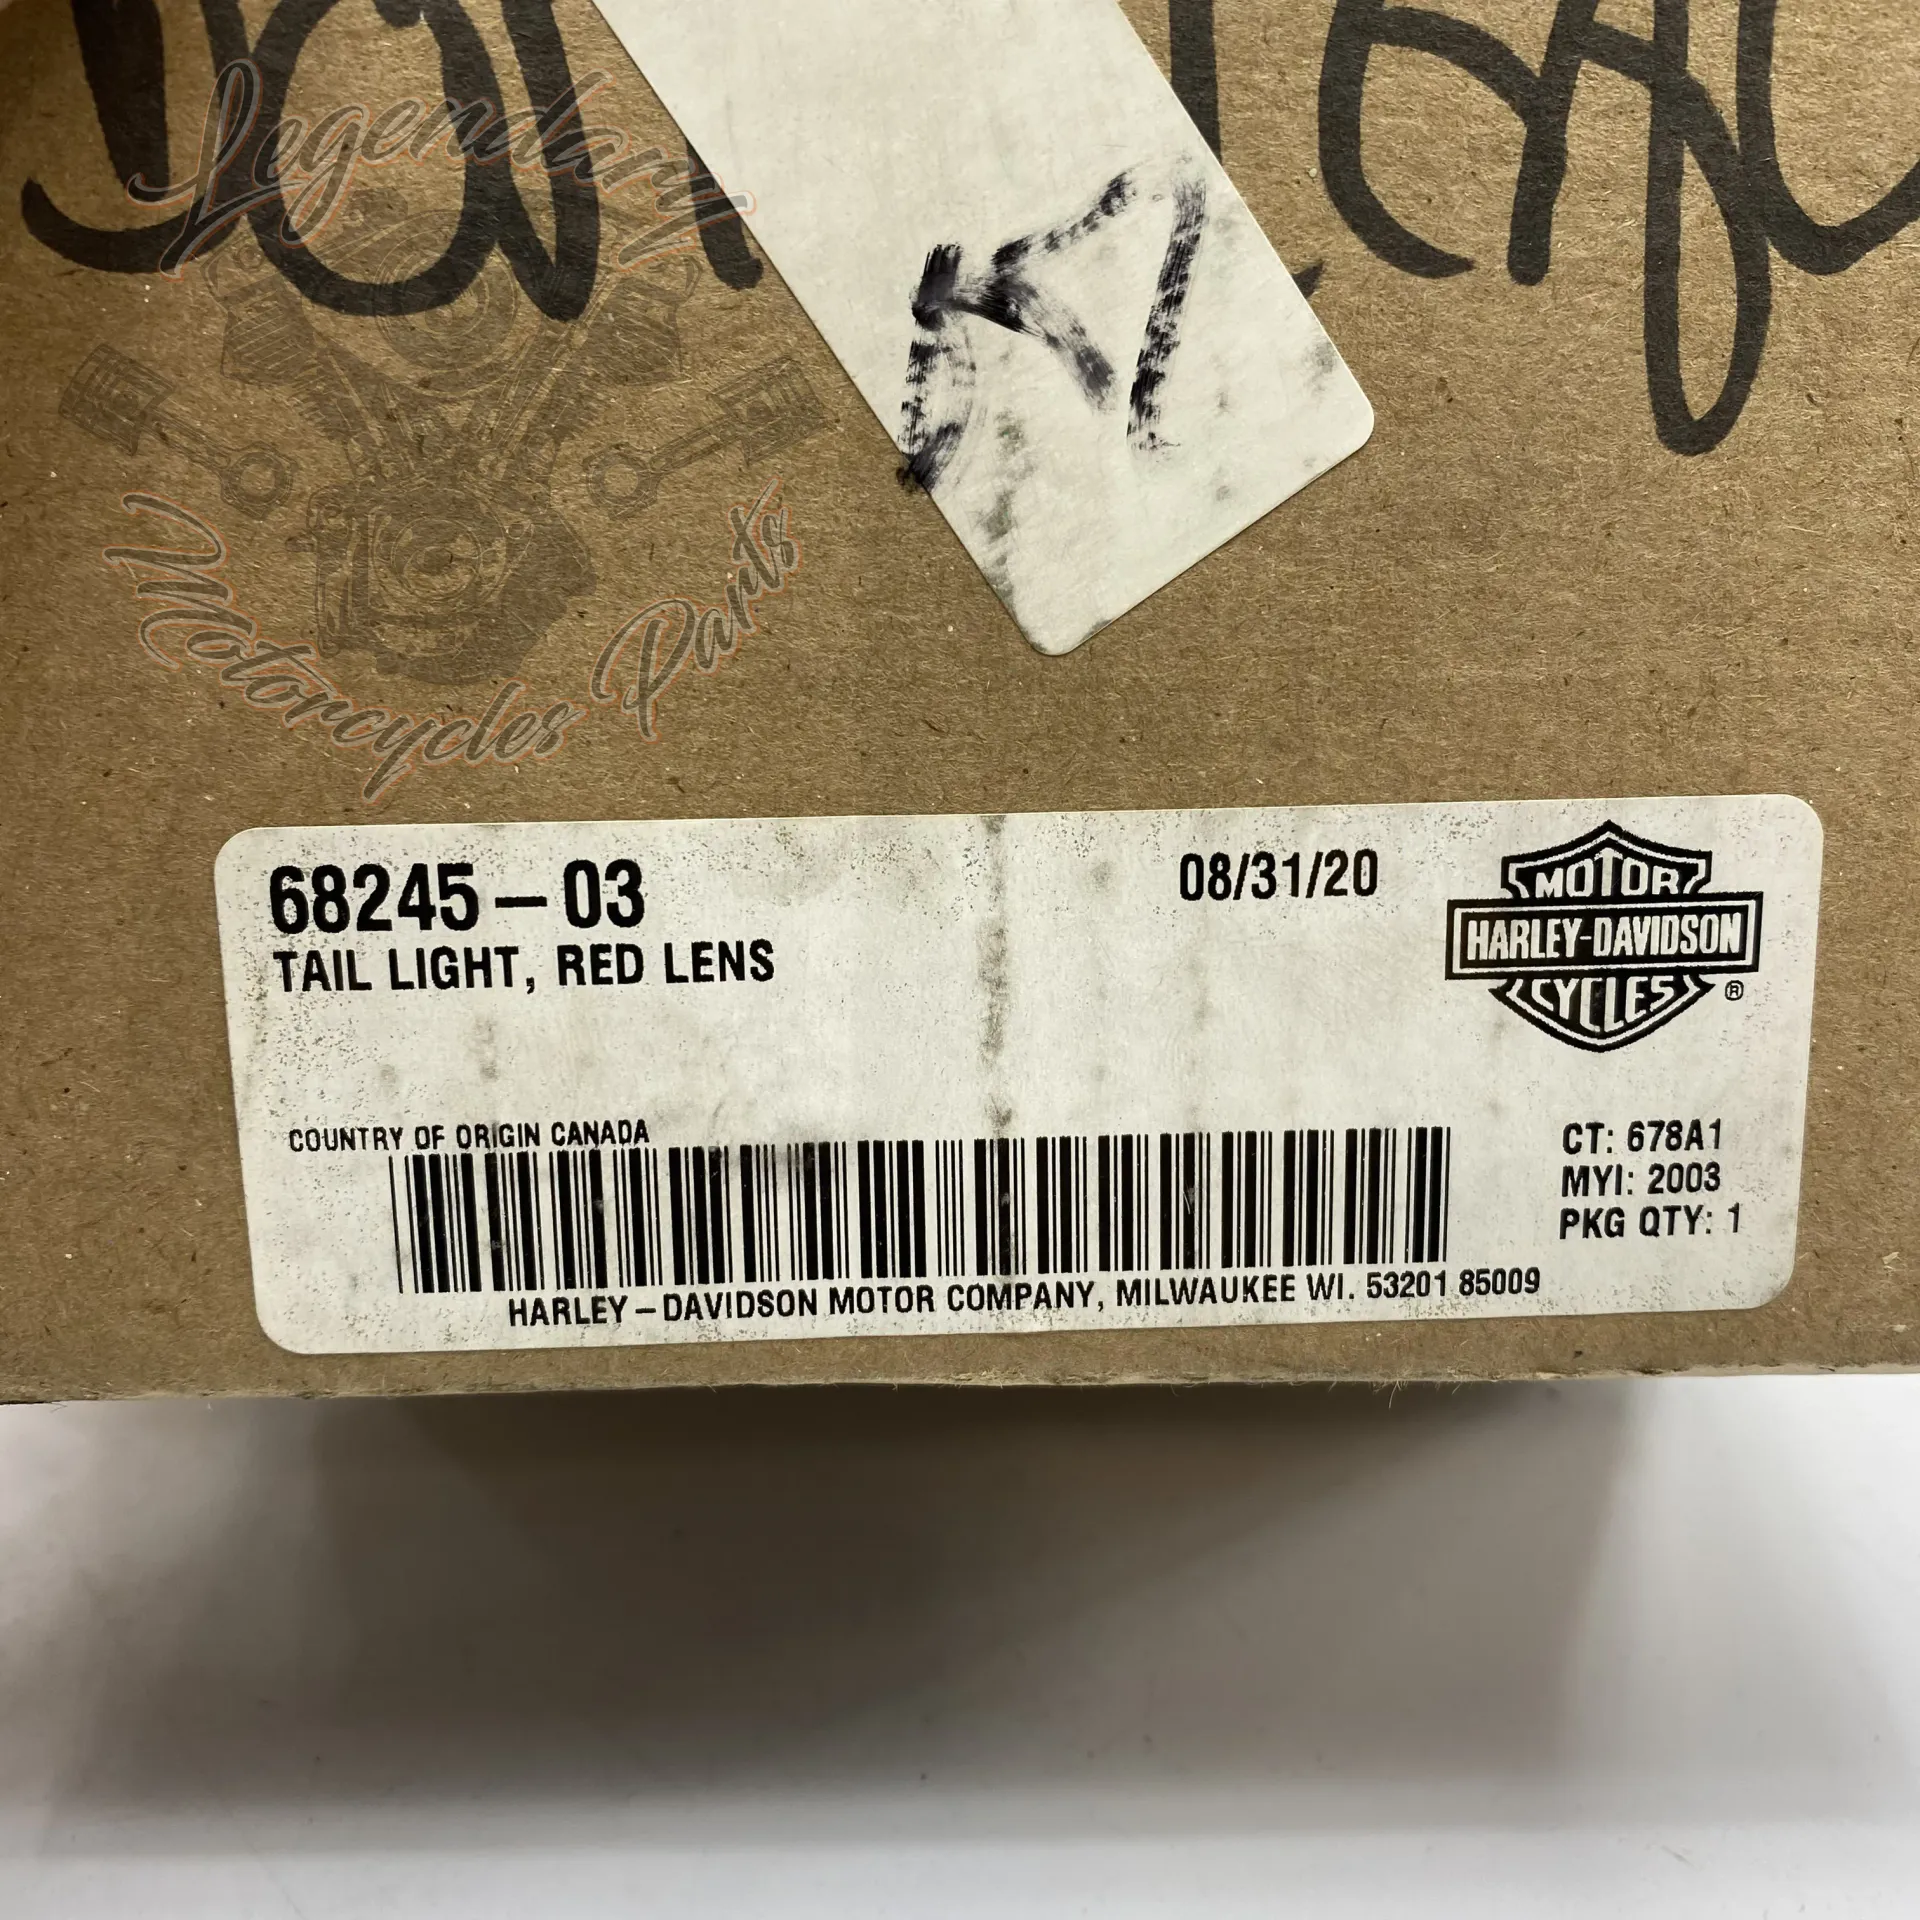 Legendary
Motorcycles Parts
68245-03
TAIL LIGHT, RED LENS
08/31/20
MOTOR
HARLEY-DAVIDSON
CYCLES
®
COUNTRY OF ORIGIN CANADA
CT: 678A1
MYI: 2003
PKG QTY: 1
HARLEY-DAVIDSON MOTOR COMPANY, MILWAUKEE WI. 53201 85009